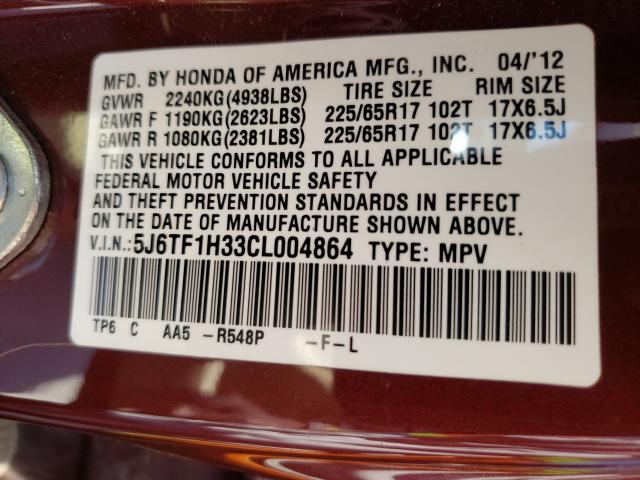 MFD. BY HONDA OF AMERICA MFG., INC. 04/'12
GVWR 2240KG(4938LBS) TIRE SIZE RIM SIZE
GAWR F 1190KG(2623LBS) 225/65R17 102T 17X6.5J
GAWR R 1080KG(2381LBS) 225/65R17 102T 17X6.5J
THIS VEHICLE CONFORMS TO ALL APPLICABLE
FEDERAL MOTOR VEHICLE SAFETY
AND THEFT PREVENTION STANDARDS IN EFFECT
ON THE DATE OF MANUFACTURE SHOWN ABOVE.
V.I.N.: 5J6TF1H33CL004864 TYPE: MPV
TP6 C AA5 -R548P -F-L